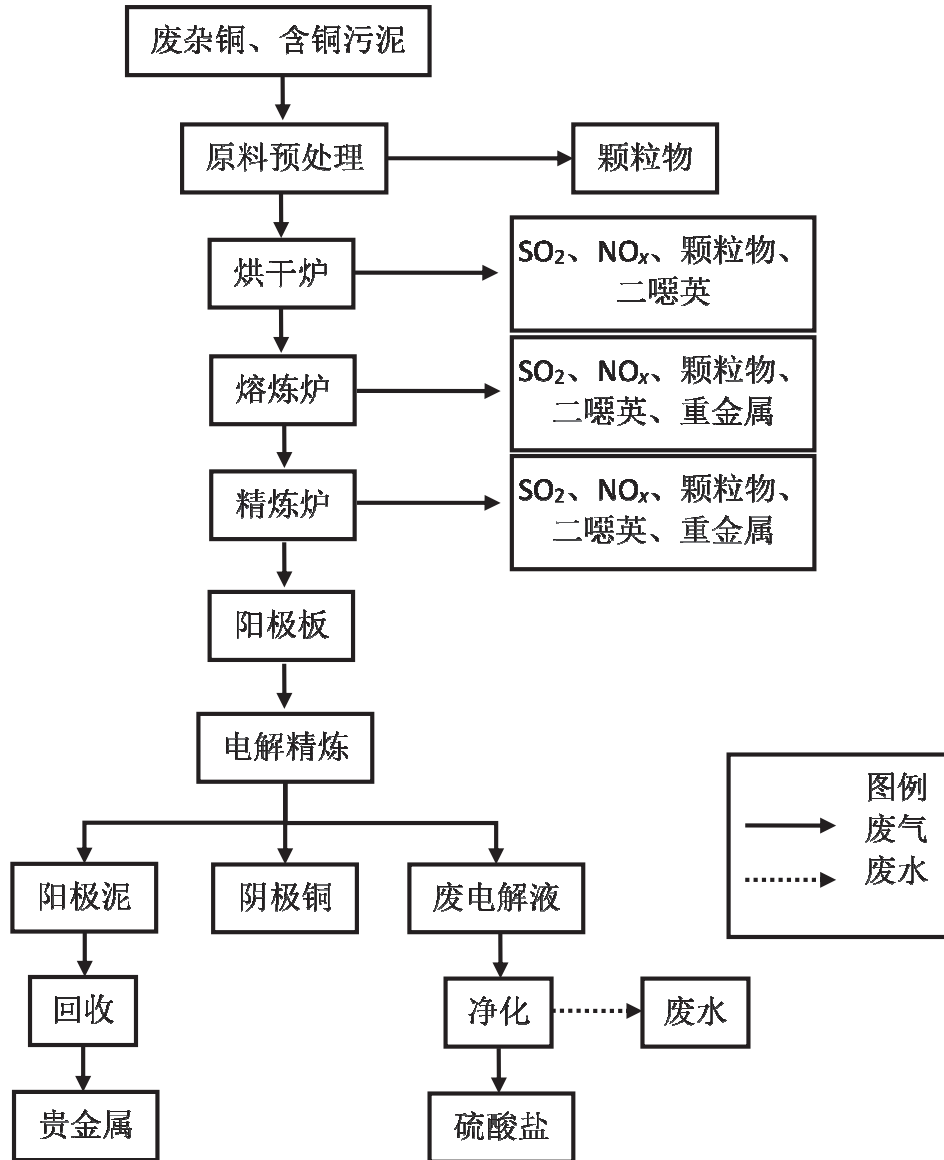 废杂铜、含铜污泥
原料预处理
颗粒物
烘干炉
SO₂、NOₓ、颗粒物、
二噁英
熔炼炉
SO₂、NOₓ、颗粒物、
二噁英、重金属
精炼炉
SO₂、NOₓ、颗粒物、
二噁英、重金属
阳极板
电解精炼
图例
废气
废水
阳极泥
阴极铜
废电解液
回收
净化
废水
贵金属
硫酸盐